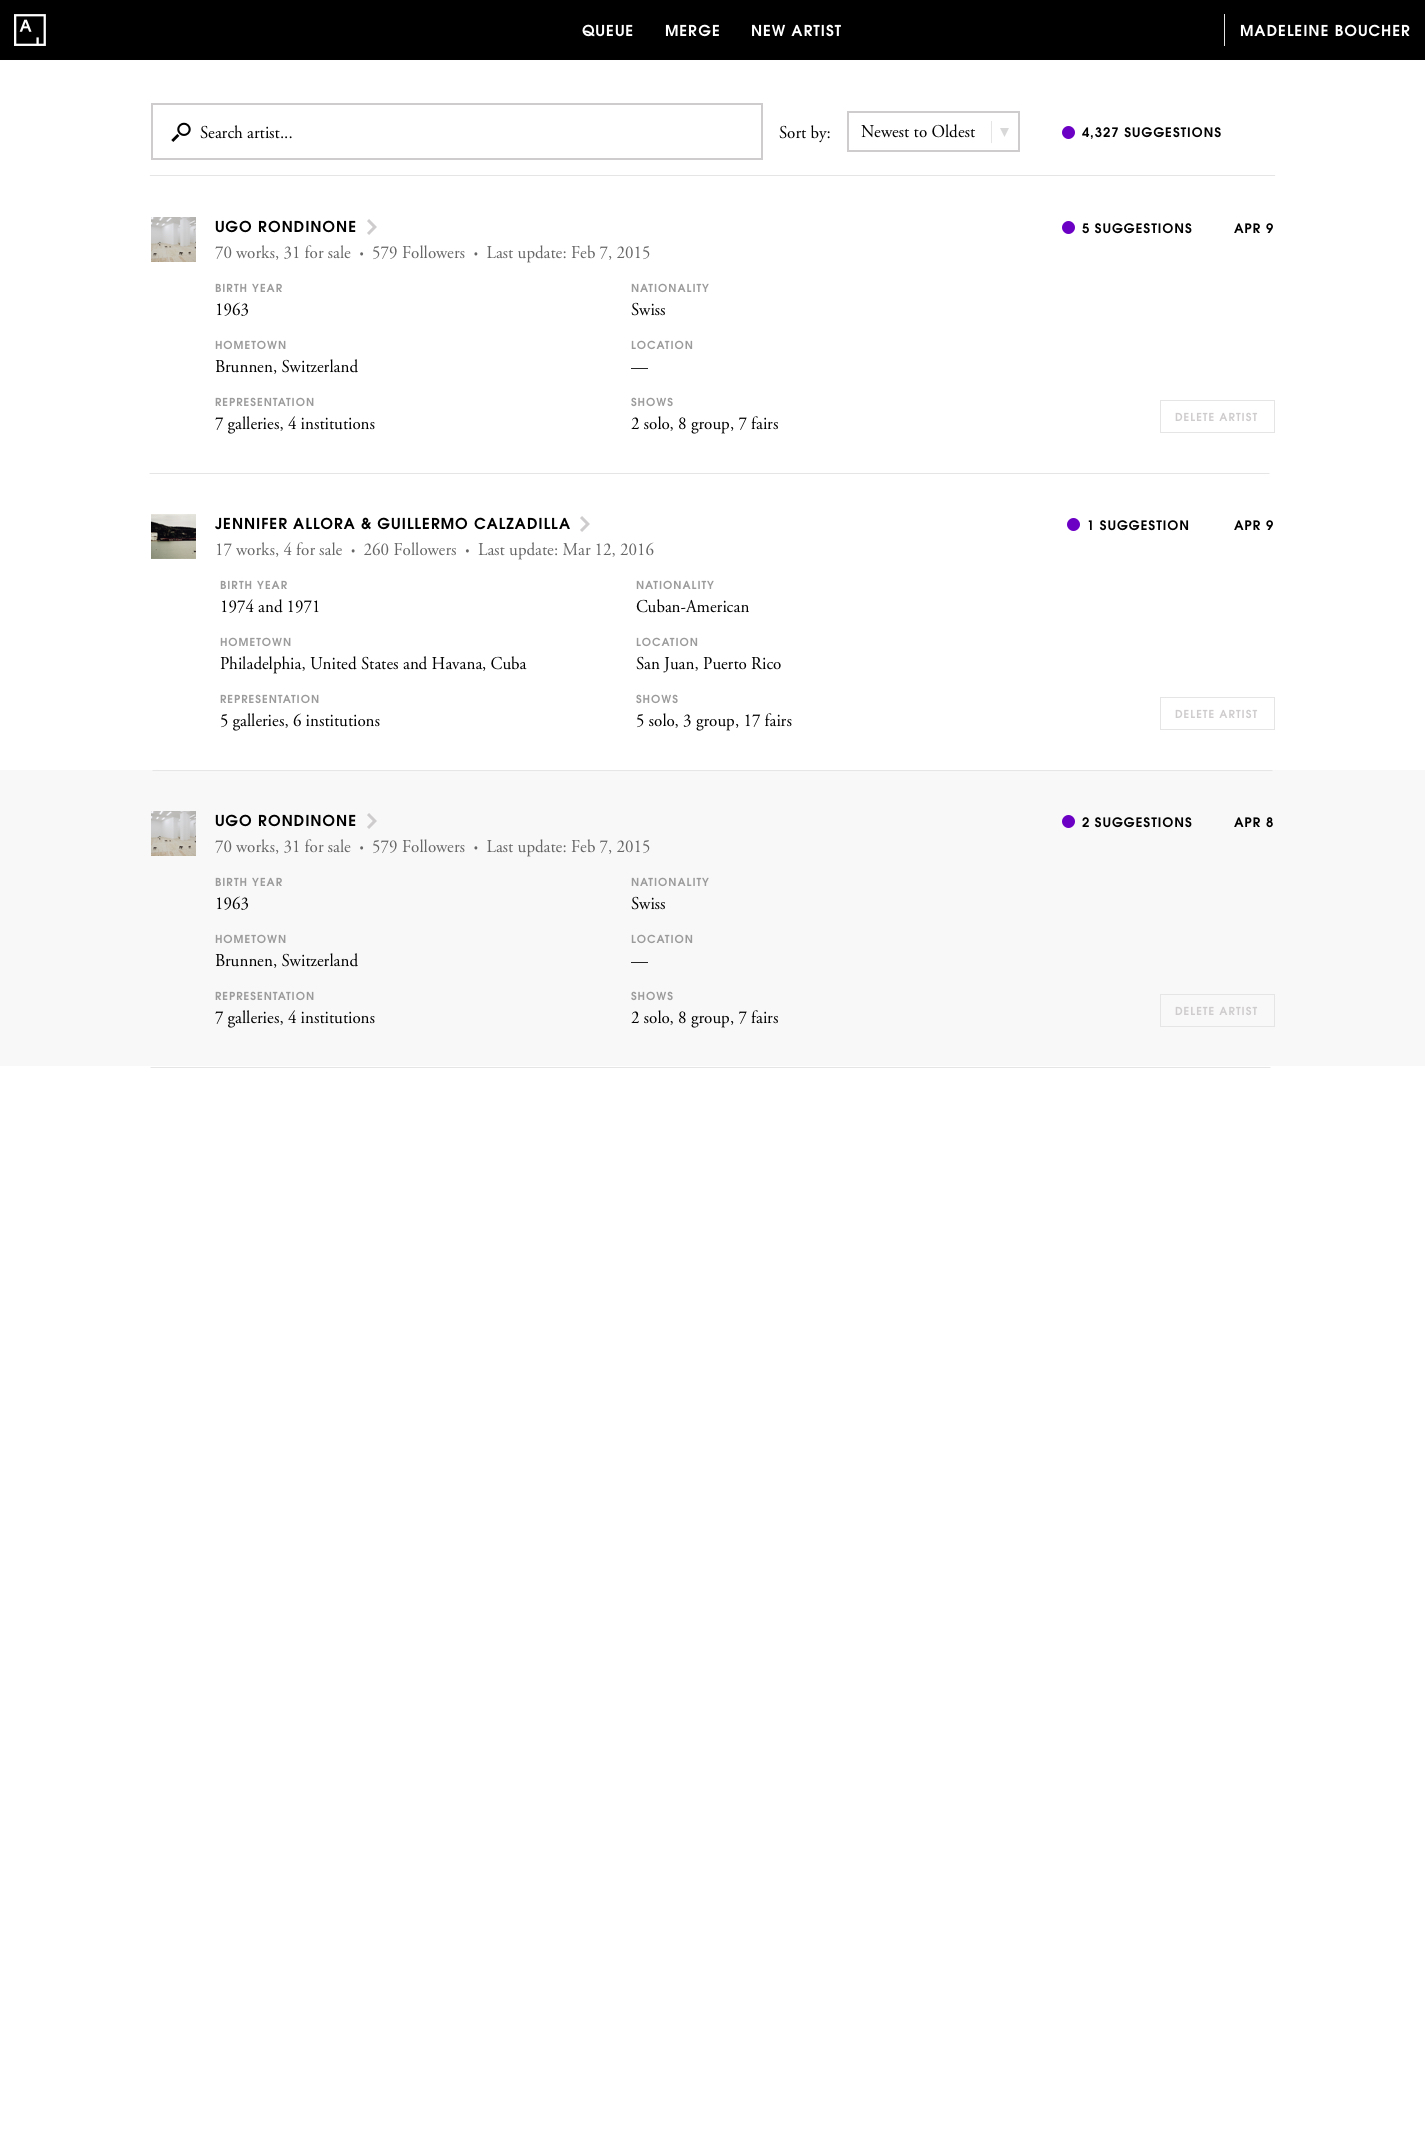 A
QUEUE MERGE NEW ARTIST MADELEINE BOUCHER
Search artist... Sort by: Newest to Oldest 4,327 SUGGESTIONS
UGO RONDINONE 5 SUGGESTIONS APR 9
70 works, 31 for sale • 579 Followers • Last update: Feb 7, 2015
BIRTH YEAR NATIONALITY
1963 Swiss
HOMETOWN LOCATION
Brunnen, Switzerland —
REPRESENTATION SHOWS
7 galleries, 4 institutions 2 solo, 8 group, 7 fairs DELETE ARTIST
JENNIFER ALLORA & GUILLERMO CALZADILLA 1 SUGGESTION APR 9
17 works, 4 for sale • 260 Followers • Last update: Mar 12, 2016
BIRTH YEAR NATIONALITY
1974 and 1971 Cuban-American
HOMETOWN LOCATION
Philadelphia, United States and Havana, Cuba San Juan, Puerto Rico
REPRESENTATION SHOWS
5 galleries, 6 institutions 5 solo, 3 group, 17 fairs DELETE ARTIST
UGO RONDINONE 2 SUGGESTIONS APR 8
70 works, 31 for sale • 579 Followers • Last update: Feb 7, 2015
BIRTH YEAR NATIONALITY
1963 Swiss
HOMETOWN LOCATION
Brunnen, Switzerland —
REPRESENTATION SHOWS
7 galleries, 4 institutions 2 solo, 8 group, 7 fairs DELETE ARTIST